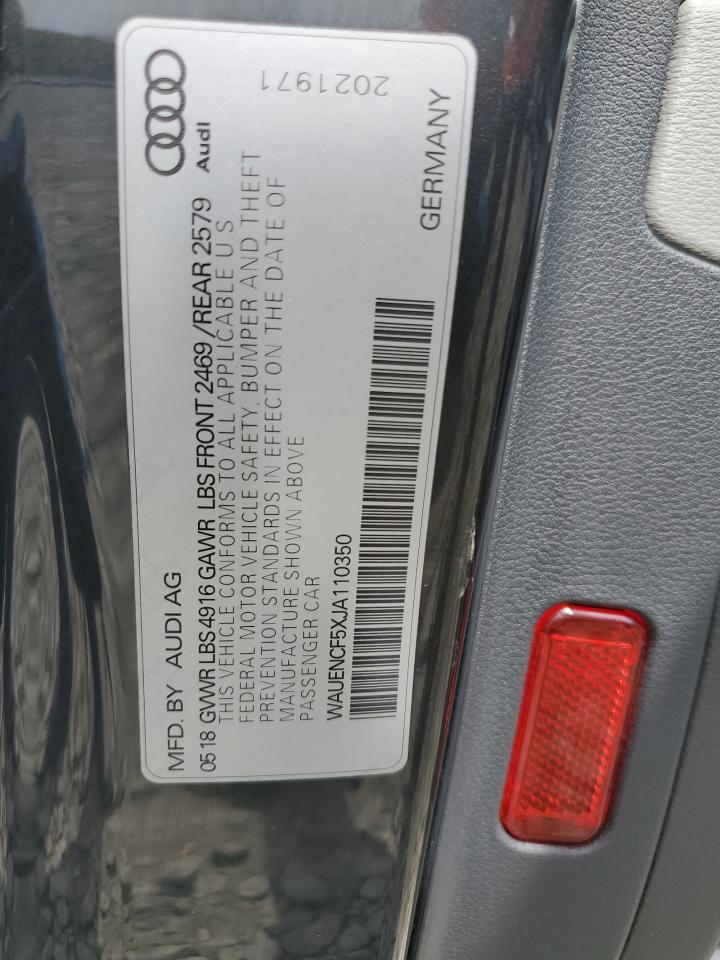 MFD. BY AUDI AG
Audi
0518 GWWR LBS 4916 GAWR LBS FRONT 2469 /REAR 2579
THIS VEHICLE CONFORMS TO ALL APPLICABLE U.S.
FEDERAL MOTOR VEHICLE SAFETY, BUMPER AND THEFT
PREVENTION STANDARDS IN EFFECT ON THE DATE OF
MANUFACTURE SHOWN ABOVE
PASSENGER CAR
WAUENCF5XJA110350
2021971
GERMANY